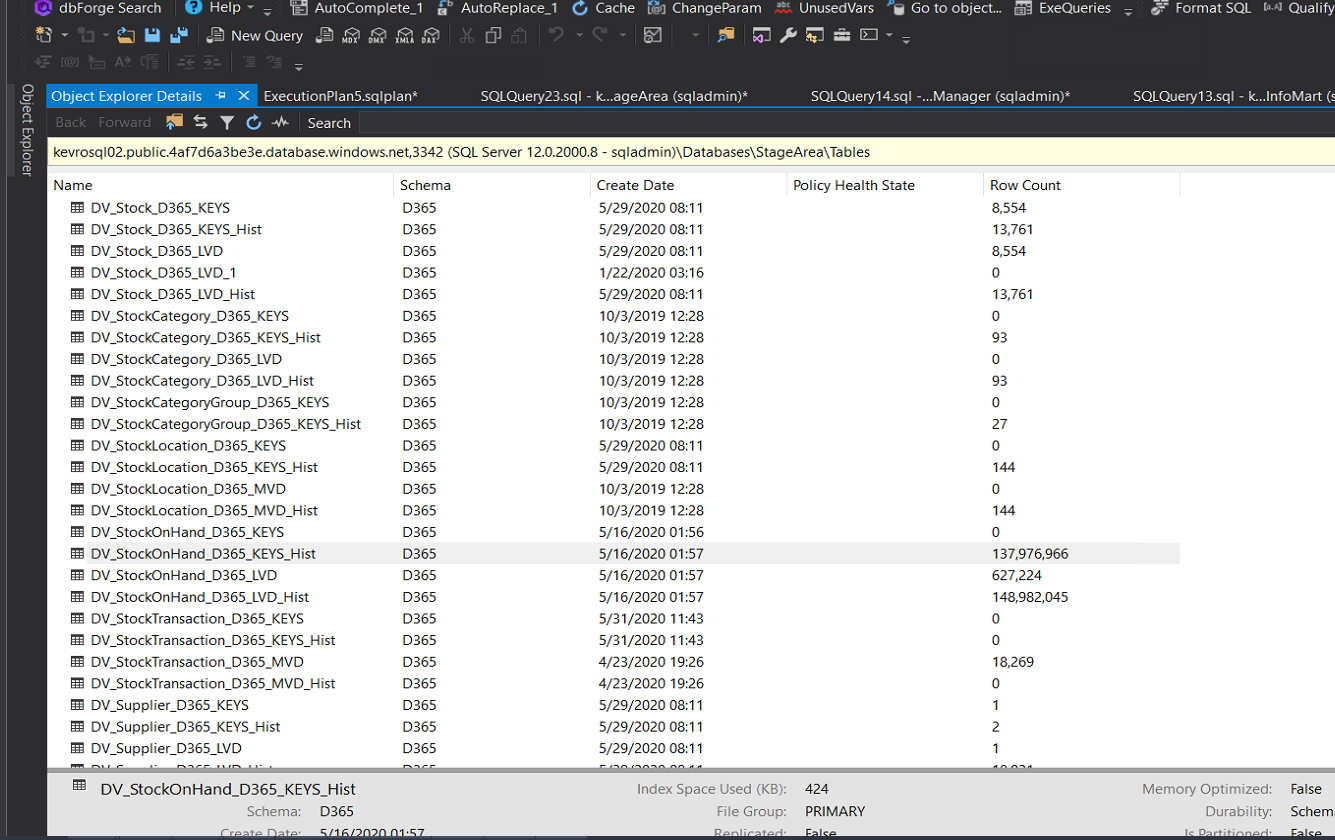 dbForge Search Help AutoComplete_1 AutoReplace_1 Cache ChangeParam UnusedVars Go to object... ExeQueries Format SQL Qualify
New Query MDX DMX XMLA DAX
Object Explorer
Object Explorer Details ExecutionPlan5.sqlplan* SQLQuery23.sql - k...ageArea (sqladmin)* SQLQuery14.sql -...Manager (sqladmin)* SQLQuery13.sql - k...InfoMart (s
Back Forward Search
kevrosql02.public.4af7d6a3be3e.database.windows.net,3342 (SQL Server 12.0.2000.8 - sqladmin)\Databases\StageArea\Tables
Name Schema Create Date Policy Health State Row Count
DV_Stock_D365_KEYS D365 5/29/2020 08:11 8,554
DV_Stock_D365_KEYS_Hist D365 5/29/2020 08:11 13,761
DV_Stock_D365_LVD D365 5/29/2020 08:11 8,554
DV_Stock_D365_LVD_1 D365 1/22/2020 03:16 0
DV_Stock_D365_LVD_Hist D365 5/29/2020 08:11 13,761
DV_StockCategory_D365_KEYS D365 10/3/2019 12:28 0
DV_StockCategory_D365_KEYS_Hist D365 10/3/2019 12:28 93
DV_StockCategory_D365_LVD D365 10/3/2019 12:28 0
DV_StockCategory_D365_LVD_Hist D365 10/3/2019 12:28 93
DV_StockCategoryGroup_D365_KEYS D365 10/3/2019 12:28 0
DV_StockCategoryGroup_D365_KEYS_Hist D365 10/3/2019 12:28 27
DV_StockLocation_D365_KEYS D365 5/29/2020 08:11 0
DV_StockLocation_D365_KEYS_Hist D365 5/29/2020 08:11 144
DV_StockLocation_D365_MVD D365 10/3/2019 12:28 0
DV_StockLocation_D365_MVD_Hist D365 10/3/2019 12:28 144
DV_StockOnHand_D365_KEYS D365 5/16/2020 01:56 0
DV_StockOnHand_D365_KEYS_Hist D365 5/16/2020 01:57 137,976,966
DV_StockOnHand_D365_LVD D365 5/16/2020 01:57 627,224
DV_StockOnHand_D365_LVD_Hist D365 5/16/2020 01:57 148,982,045
DV_StockTransaction_D365_KEYS D365 5/31/2020 11:43 0
DV_StockTransaction_D365_KEYS_Hist D365 5/31/2020 11:43 0
DV_StockTransaction_D365_MVD D365 4/23/2020 19:26 18,269
DV_StockTransaction_D365_MVD_Hist D365 4/23/2020 19:26 0
DV_Supplier_D365_KEYS D365 5/29/2020 08:11 1
DV_Supplier_D365_KEYS_Hist D365 5/29/2020 08:11 2
DV_Supplier_D365_LVD D365 5/29/2020 08:11 1
DV_StockOnHand_D365_KEYS_Hist Index Space Used (KB): 424 Memory Optimized: False
Schema: D365 File Group: PRIMARY Durability: Schem
Create Date: 5/16/2020 01:57 Replicated: False Is Partitioned: False